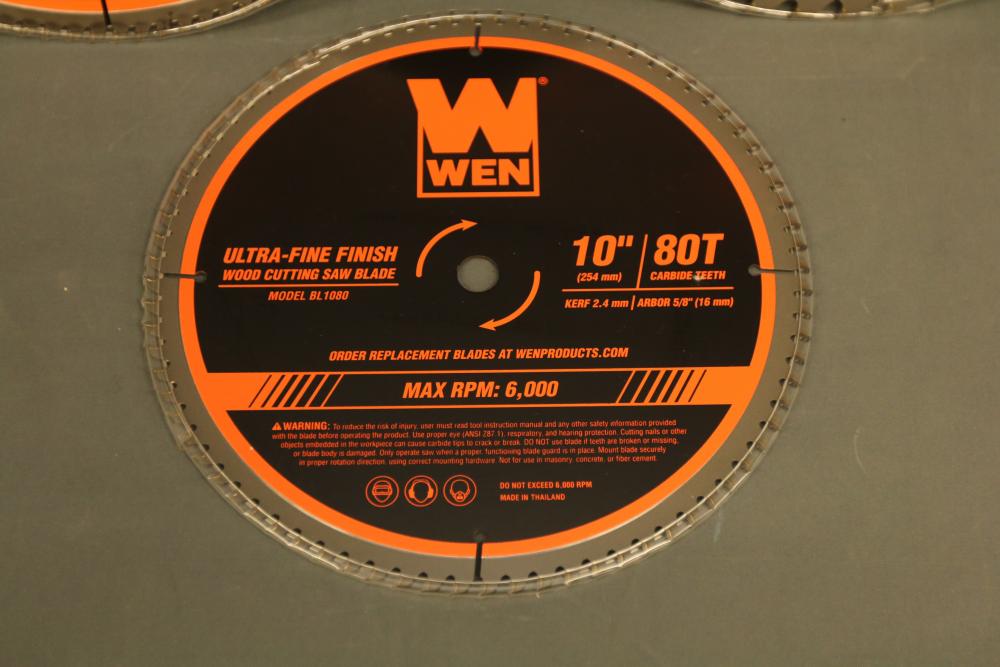 WEN®
ULTRA-FINE FINISH
WOOD CUTTING SAW BLADE
MODEL BL1080
10" | 80T
(254 mm) CARBIDE TEETH
KERF 2.4 mm | ARBOR 5/8" (16 mm)
ORDER REPLACEMENT BLADES AT WENPRODUCTS.COM
MAX RPM: 6,000
⚠WARNING: To reduce the risk of injury, user must read tool instruction manual and any other safety information provided
with the blade before operating the product. Use proper eye (ANSI Z87.1), respiratory, and hearing protection. Cutting nails or other
objects embedded in the workpiece can cause carbide tips to crack or break. DO NOT use blade if teeth are broken or missing,
or blade body is damaged. Only operate saw when a proper, functioning blade guard is in place. Mount blade securely
in proper rotation direction, using correct mounting hardware. Not for use in masonry, concrete, or fiber cement.
DO NOT EXCEED 6,000 RPM
MADE IN THAILAND